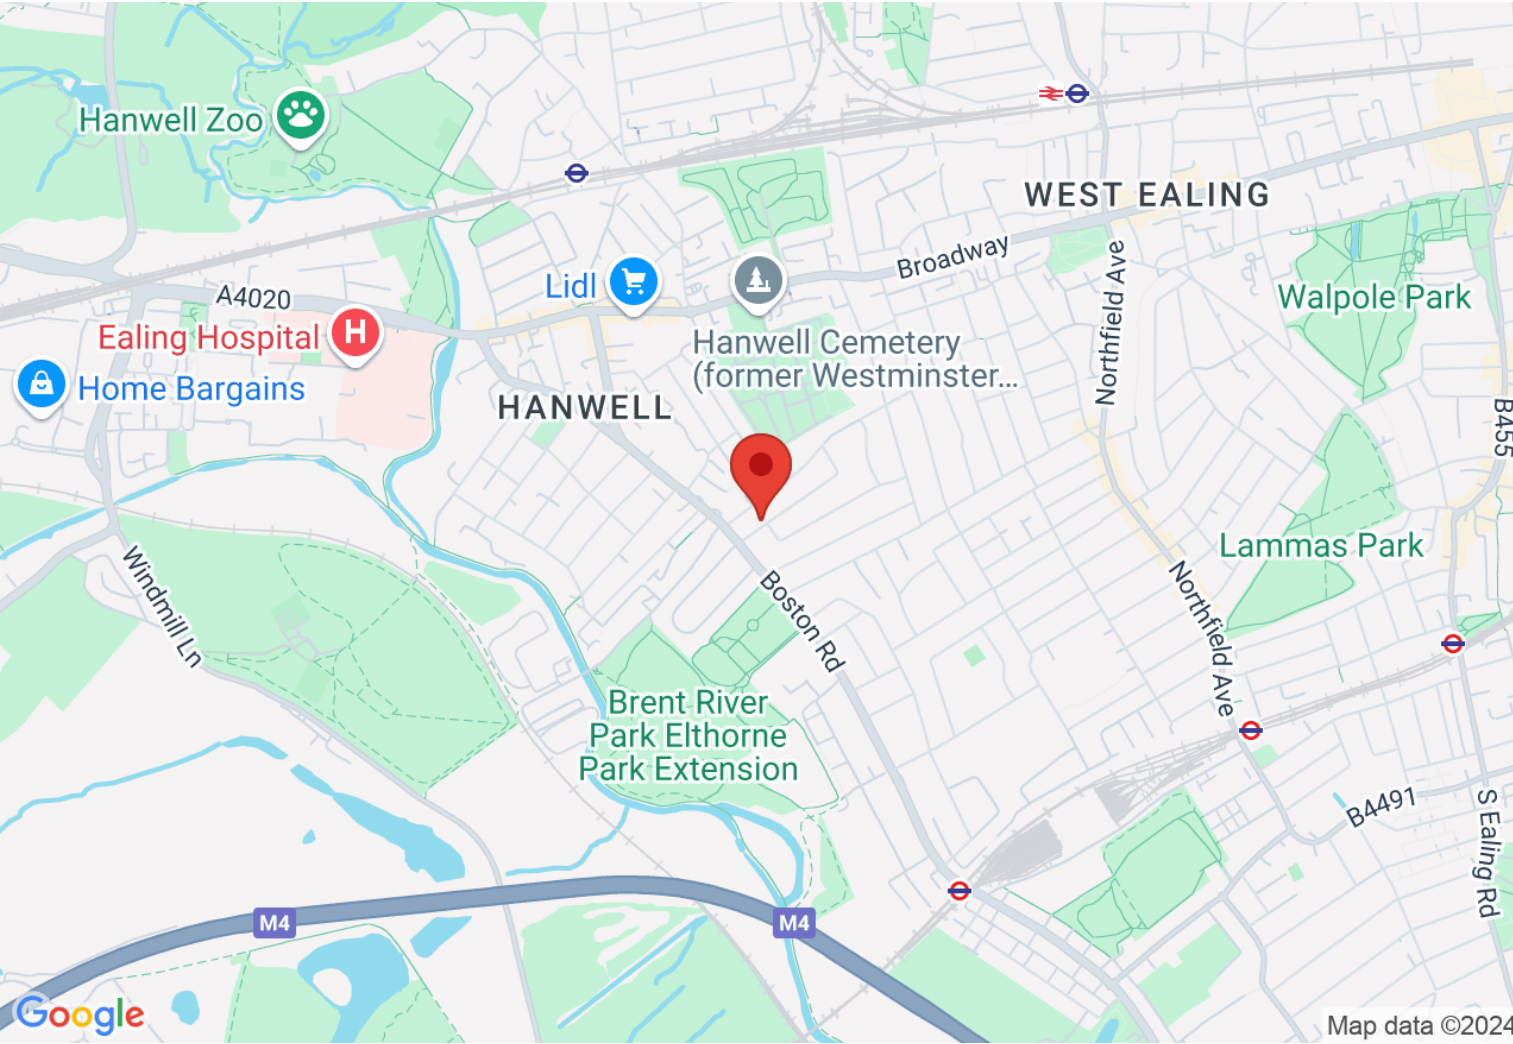 Hanwell Zoo
WEST EALING
Broadway
Lidl
A4020
Walpole Park
Ealing Hospital
H
Hanwell Cemetery
(former Westminster...
Northfield Ave
Home Bargains
HANWELL
B455
Lammas Park
Windmill Ln
Boston Rd
Northfield Ave
Brent River
Park Elthorne
Park Extension
B4491
S Ealing Rd
M4
M4
Google
Map data ©2024